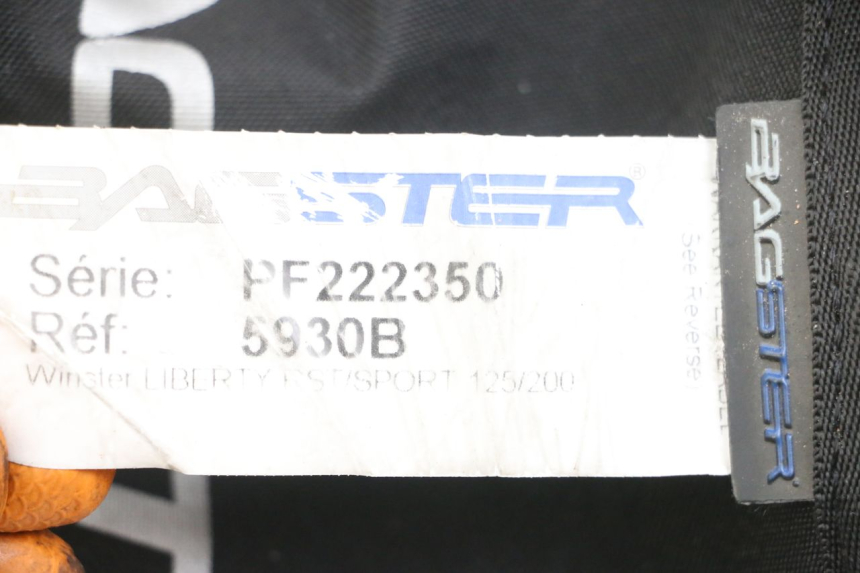 BAGSTER®
Série: PF222350
Réf: 5930B
Winster LIBERTY RST/SPORT 125/200
See Reverse
BAGSTER